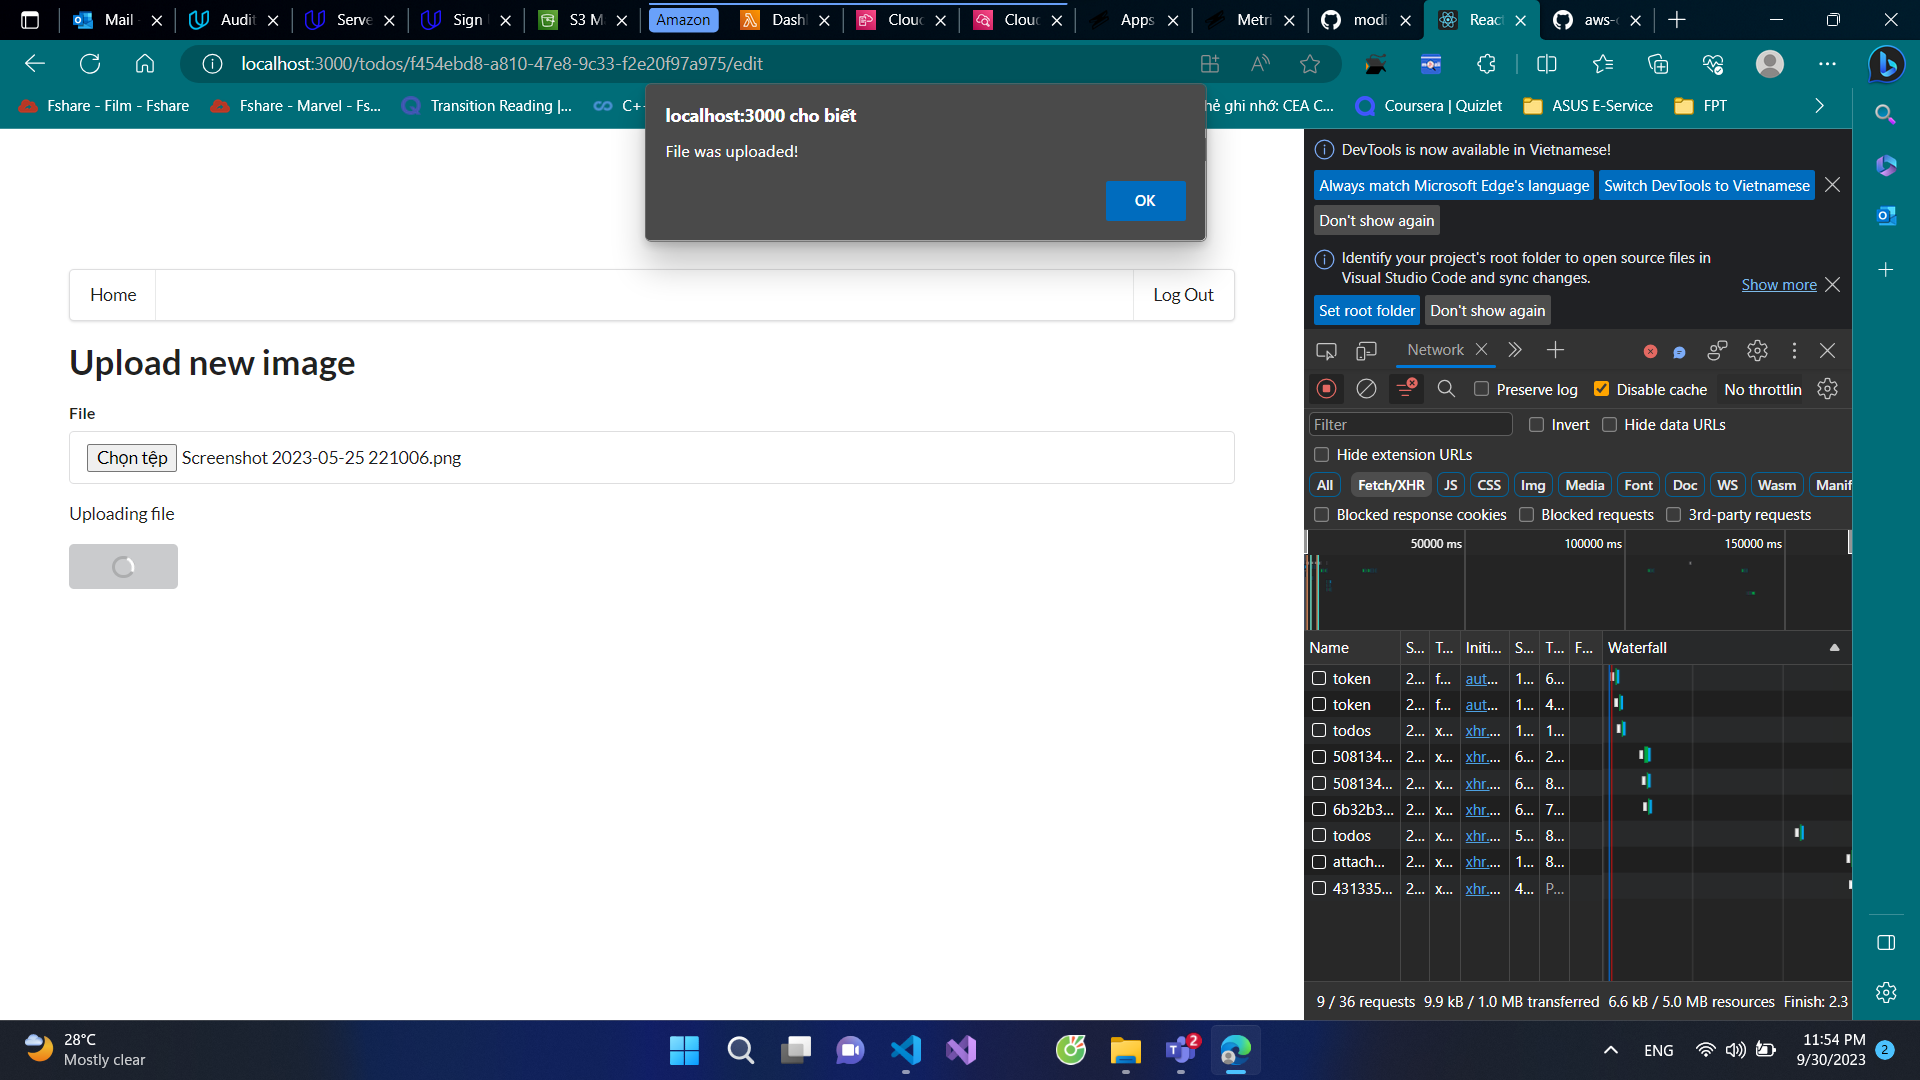 Mail
Audit
Serve
Sign
S3 M
Amazon
Dash
Clouc
Clouc
Apps
Metri
modi
React
aws-
localhost:3000/todos/f454ebd8-a810-47e8-9c33-f2e20f97a975/edit
Fshare - Film - Fshare
Fshare - Marvel - Fs...
Transition Reading |...
C++
hẻ ghi nhớ: CEA C...
Coursera | Quizlet
ASUS E-Service
FPT
localhost:3000 cho biết
File was uploaded!
OK
Home
Log Out
Upload new image
File
Chọn tệp Screenshot 2023-05-25 221006.png
Uploading file
DevTools is now available in Vietnamese!
Always match Microsoft Edge's language
Switch DevTools to Vietnamese
Don't show again
Identify your project's root folder to open source files in
Visual Studio Code and sync changes.
Show more
Set root folder
Don't show again
Network
Preserve log
Disable cache
No throttlin
Filter
Invert
Hide data URLs
Hide extension URLs
All Fetch/XHR JS CSS Img Media Font Doc WS Wasm Manif
Blocked response cookies
Blocked requests
3rd-party requests
50000 ms
100000 ms
150000 ms
Name S... T... Initi... S... T... F... Waterfall
token 2... f... aut... 1... 6...
token 2... f... aut... 1... 4...
todos 2... x... xhr.... 1... 1...
508134... 2... x... xhr.... 6... 2...
508134... 2... x... xhr.... 6... 8...
6b32b3... 2... x... xhr.... 6... 7...
todos 2... x... xhr.... 5... 8...
attach... 2... x... xhr.... 1... 8...
431335... 2... x... xhr.... 4... P...
9 / 36 requests 9.9 kB / 1.0 MB transferred 6.6 kB / 5.0 MB resources Finish: 2.3
28°C
Mostly clear
2
ENG
11:54 PM
9/30/2023
2